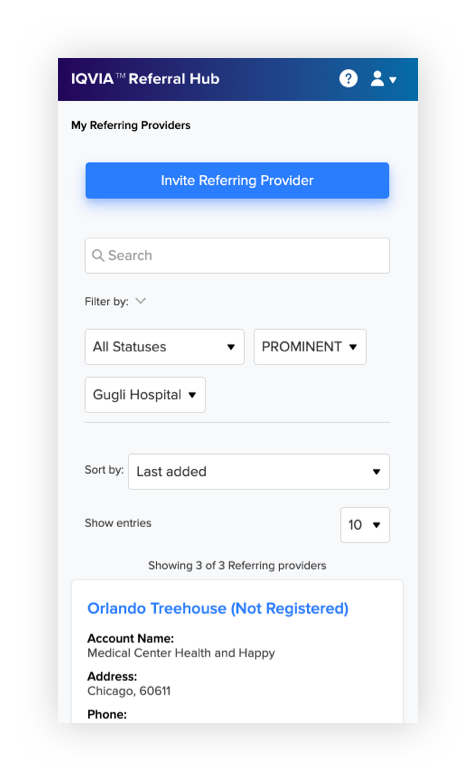 IQVIA™ Referral Hub
?
My Referring Providers
Invite Referring Provider
Search
Filter by:
All Statuses
PROMINENT
Gugli Hospital
Sort by:
Last added
Show entries
10
Showing 3 of 3 Referring providers
Orlando Treehouse (Not Registered)
Account Name:
Medical Center Health and Happy
Address:
Chicago, 60611
Phone: